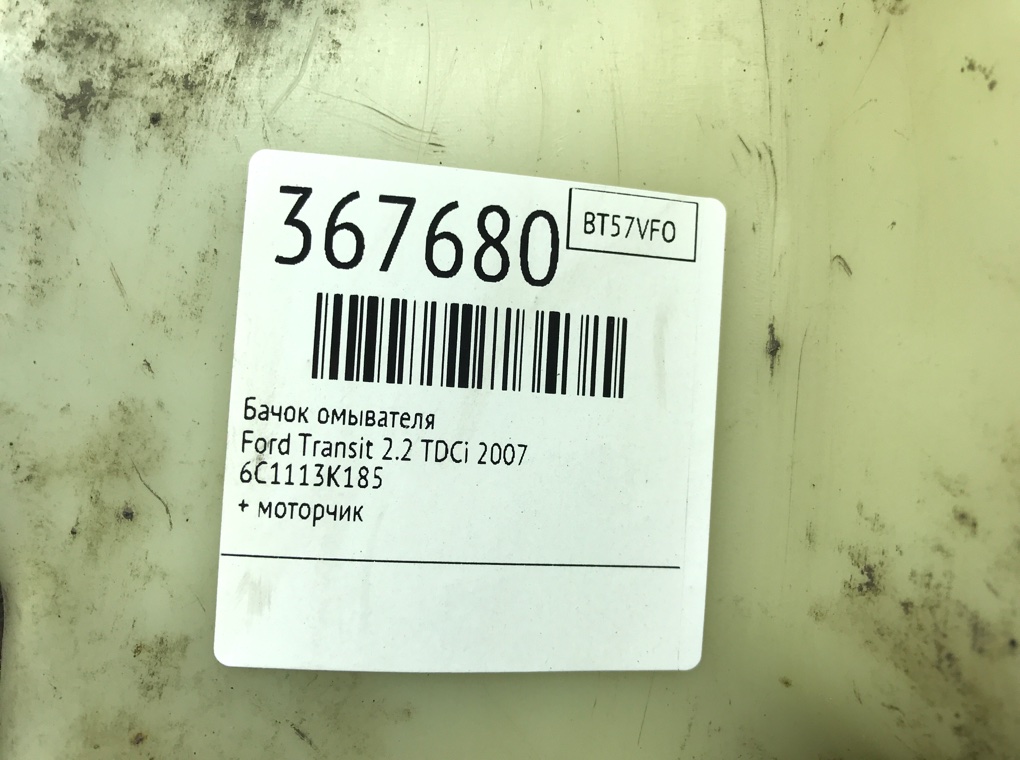 367680
BT57VFO
Бачок омывателя
Ford Transit 2.2 TDCi 2007
6C1113K185
+ моторчик